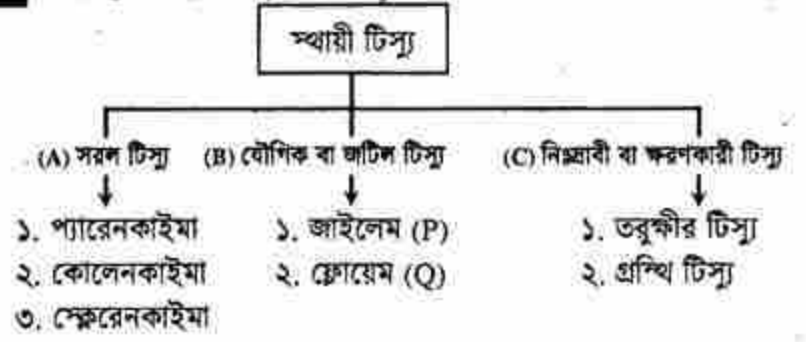 স্থায়ী টিস্যু
(A) সরল টিস্যু (B) যৌগিক বা জটিল টিস্যু (C) নিঃস্রাবী বা ক্ষরণকারী টিস্যু
১. প্যারেনকাইমা ১. জাইলেম (P) ১. তরুক্ষীর টিস্যু
২. কোলেনকাইমা ২. ফ্লোয়েম (Q) ২. গ্রন্থি টিস্যু
৩. স্ক্লেরেনকাইমা